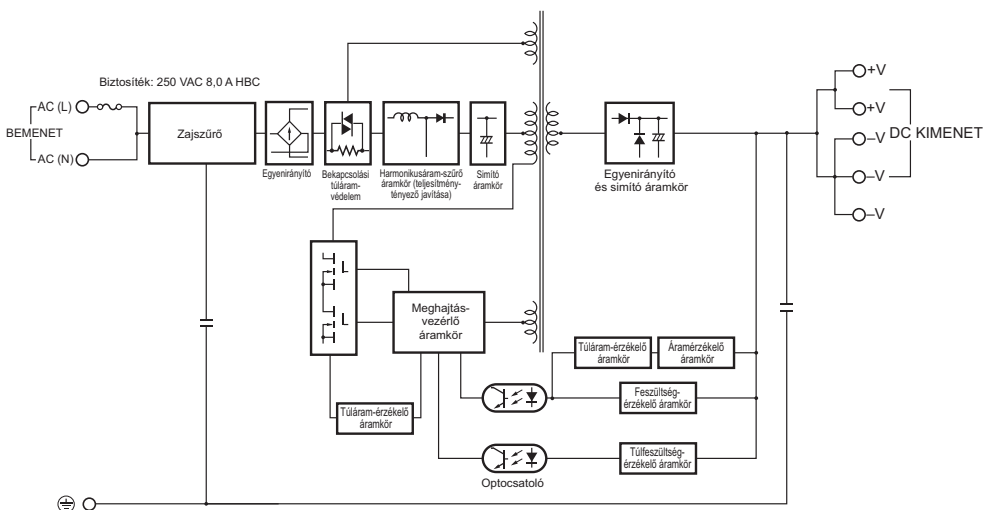 Biztosíték: 250 VAC 8,0 A HBC
AC (L)
BEMENET
AC (N)
Zajszűrő
Egyenirányító
Bekapcsolási
túláram-
védelem
Harmonikusáram-szűrő
áramkör (teljesítmény-
tényező javítása)
Simító
áramkör
Egyenirányító
és simító áramkör
+V
+V
–V
DC KIMENET
–V
–V
Meghajtás-
vezérlő
áramkör
Túláram-érzékelő
áramkör
Túláram-érzékelő
áramkör
Áramérzékelő
áramkör
Feszültség-
érzékelő áramkör
Túlfeszültség-
érzékelő áramkör
Optocsatoló